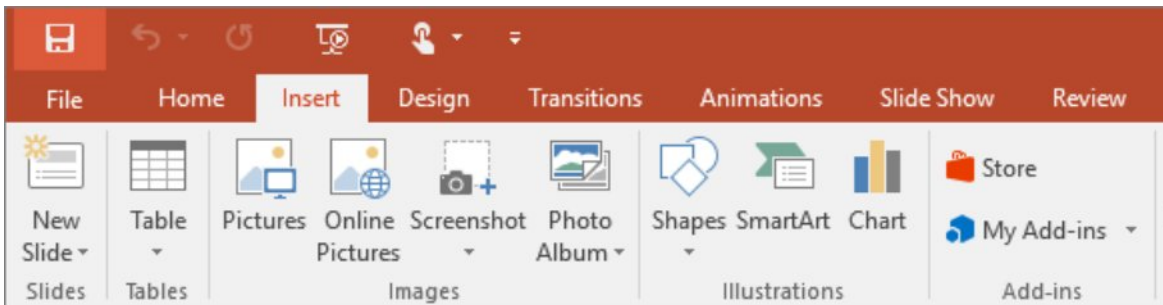 File Home Insert Design Transitions Animations Slide Show Review
New Slide
Table
Pictures
Online Pictures
Screenshot
Photo Album
Shapes
SmartArt
Chart
Store
My Add-ins
Slides Tables Images Illustrations Add-ins